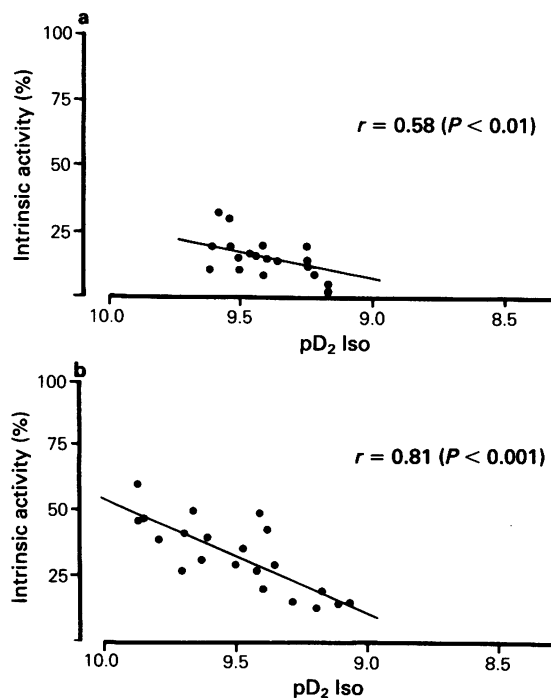 a
100
75
50
25
Intrinsic activity (%)
r = 0.58 (P < 0.01)
10.0 9.5 9.0 8.5
pD₂ Iso
b
100
75
50
25
Intrinsic activity (%)
r = 0.81 (P < 0.001)
10.0 9.5 9.0 8.5
pD₂ Iso